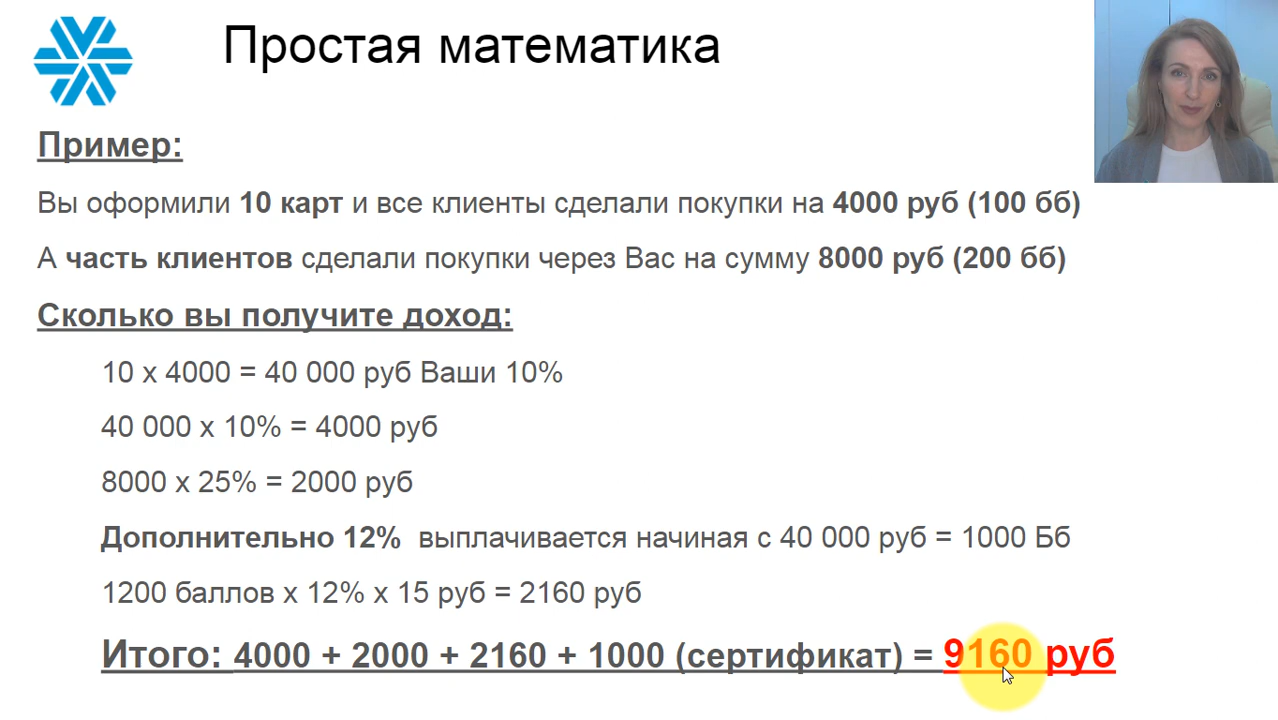 Простая математика
Пример:
Вы оформили 10 карт и все клиенты сделали покупки на 4000 руб (100 бб)
А часть клиентов сделали покупки через Вас на сумму 8000 руб (200 бб)
Сколько вы получите доход:
10 х 4000 = 40 000 руб Ваши 10%
40 000 х 10% = 4000 руб
8000 х 25% = 2000 руб
Дополнительно 12% выплачивается начиная с 40 000 руб = 1000 Бб
1200 баллов х 12% х 15 руб = 2160 руб
Итого: 4000 + 2000 + 2160 + 1000 (сертификат) = 9160 руб